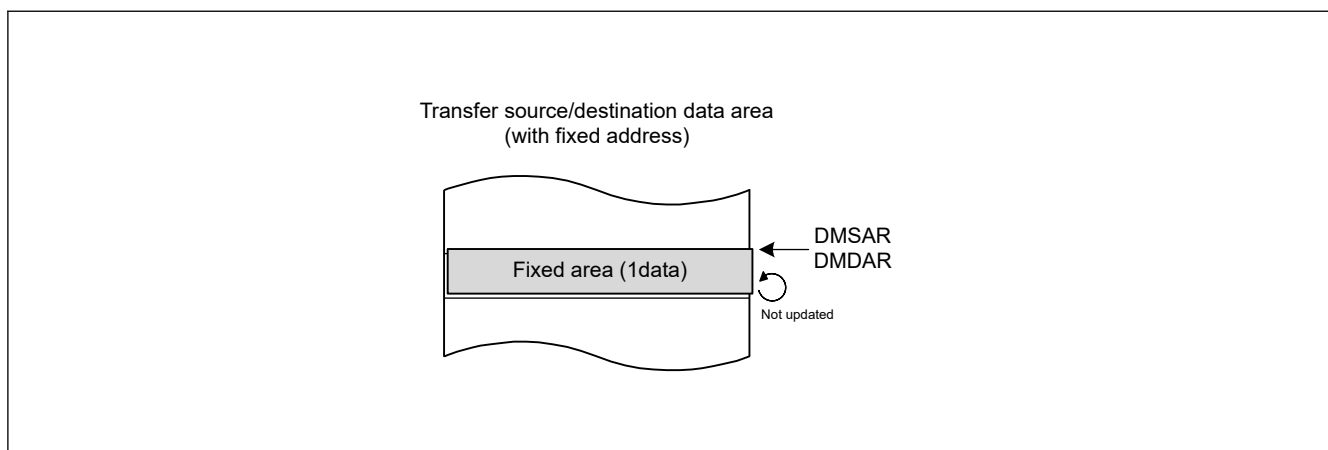 Transfer source/destination data area
(with fixed address)
DMSAR
DMDAR
Fixed area (1data)
Not updated